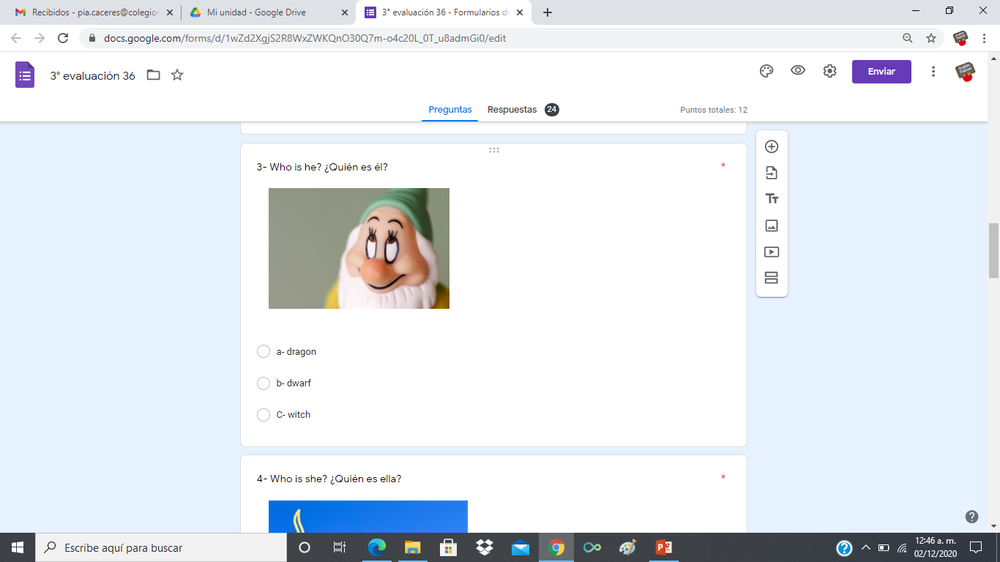 Recibidos - pia.caceres@colegio-
Mi unidad - Google Drive
3° evaluación 36 - Formularios de
docs.google.com/forms/d/1wZd2XgjS2R8WxZWKQnO30Q7m-o4c20L_0T_u8admGi0/edit
3° evaluación 36
Enviar
Preguntas
Respuestas 24
Puntos totales: 12
3- Who is he? ¿Quién es él? *
a- dragon
b- dwarf
C- witch
4- Who is she? ¿Quién es ella? *
Escribe aquí para buscar
12:46 a. m.
02/12/2020